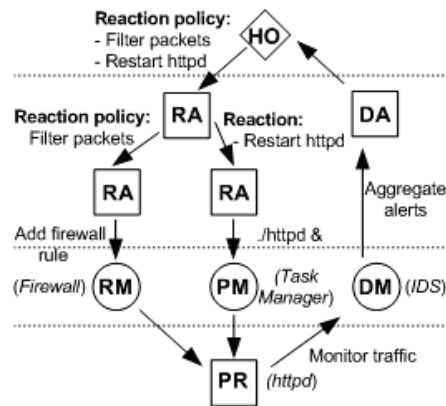 Reaction policy:
- Filter packets
- Restart httpd
HO
Reaction policy:
Filter packets
RA
Reaction:
- Restart httpd
DA
RA
RA
Aggregate
alerts
Add firewall
rule
./httpd &
(Firewall)
RM
PM
(Task
Manager)
DM
(IDS)
PR
(httpd)
Monitor traffic